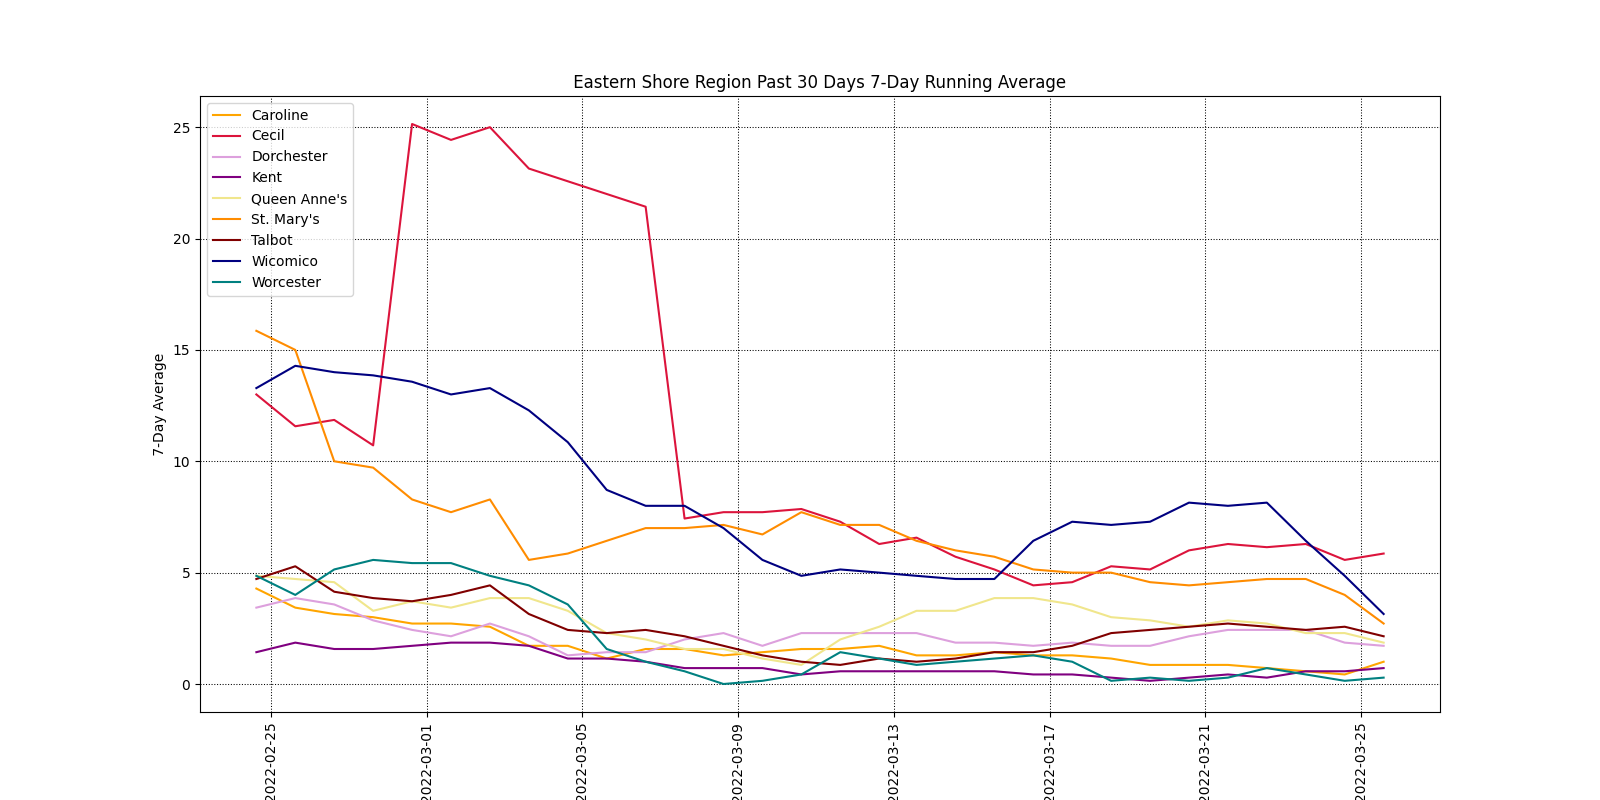 Eastern Shore Region Past 30 Days 7-Day Running Average
Caroline
Cecil
Dorchester
Kent
Queen Anne's
St. Mary's
Talbot
Wicomico
Worcester
7-Day Average
25
20
15
10
5
0
2022-02-25
2022-03-01
2022-03-05
2022-03-09
2022-03-13
2022-03-17
2022-03-21
2022-03-25